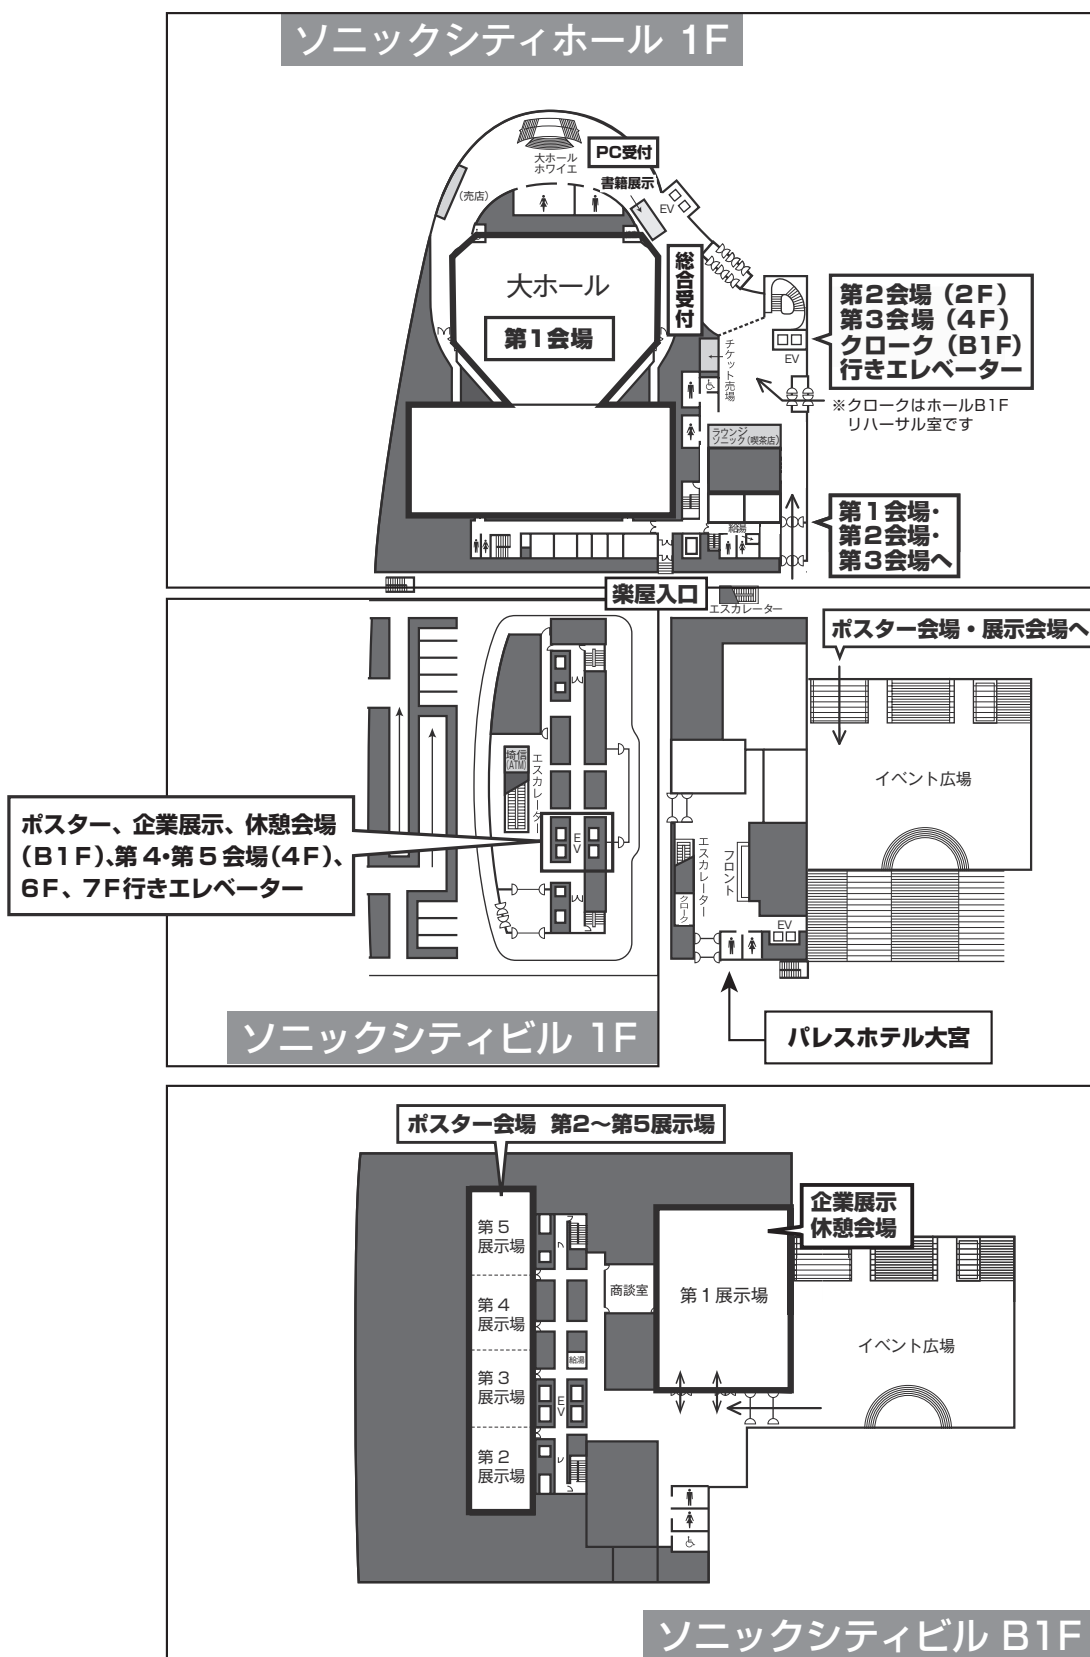 ソニックシティホール 1F
大ホール
ホワイエ
PC受付
書籍展示
(売店)
EV
総合受付
大ホール
第1会場
チケット売場
EV
第2会場（2F）
第3会場（4F）
クローク（B1F）
行きエレベーター
※クロークはホールB1F
リハーサル室です
ラウンジ
ソニック(喫茶店)
給湯
第1会場・
第2会場・
第3会場へ
楽屋入口
エスカレーター
ポスター会場・展示会場へ
埼信
(ATM)
エスカレーター
EV
イベント広場
ポスター、企業展示、休憩会場
（B1F）、第4・第5会場（4F）、
6F、7F行きエレベーター
エスカレーター
フロント
クローク
EV
ソニックシティビル 1F
パレスホテル大宮
ポスター会場 第2～第5展示場
企業展示
休憩会場
第5
展示場
商談室
第1展示場
第4
展示場
イベント広場
給湯
第3
展示場
EV
第2
展示場
ソニックシティビル B1F